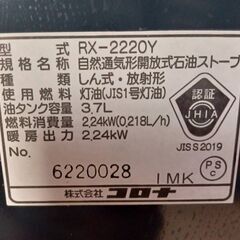 型式 RX-2220Y
規格名称 自然通気形開放式石油ストーブ
種類 しん式・放射形
使用燃料 灯油(JIS1号灯油)
油タンク容量 3.7L
燃料消費量 2.24kW(0.218L/h)
暖房出力 2.24kW
No. 6220028 IMK
株式会社コロナ
認証
JHIA
JIS S 2019
PS
C